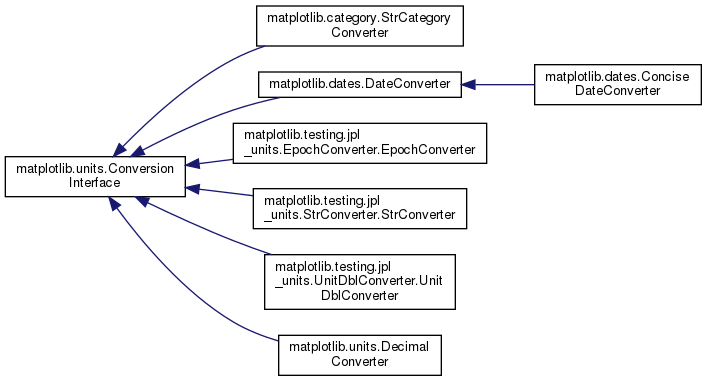 matplotlib.category.StrCategory
Converter
matplotlib.dates.DateConverter
matplotlib.dates.Concise
DateConverter
matplotlib.testing.jpl
_units.EpochConverter.EpochConverter
matplotlib.units.Conversion
Interface
matplotlib.testing.jpl
_units.StrConverter.StrConverter
matplotlib.testing.jpl
_units.UnitDblConverter.Unit
DblConverter
matplotlib.units.Decimal
Converter